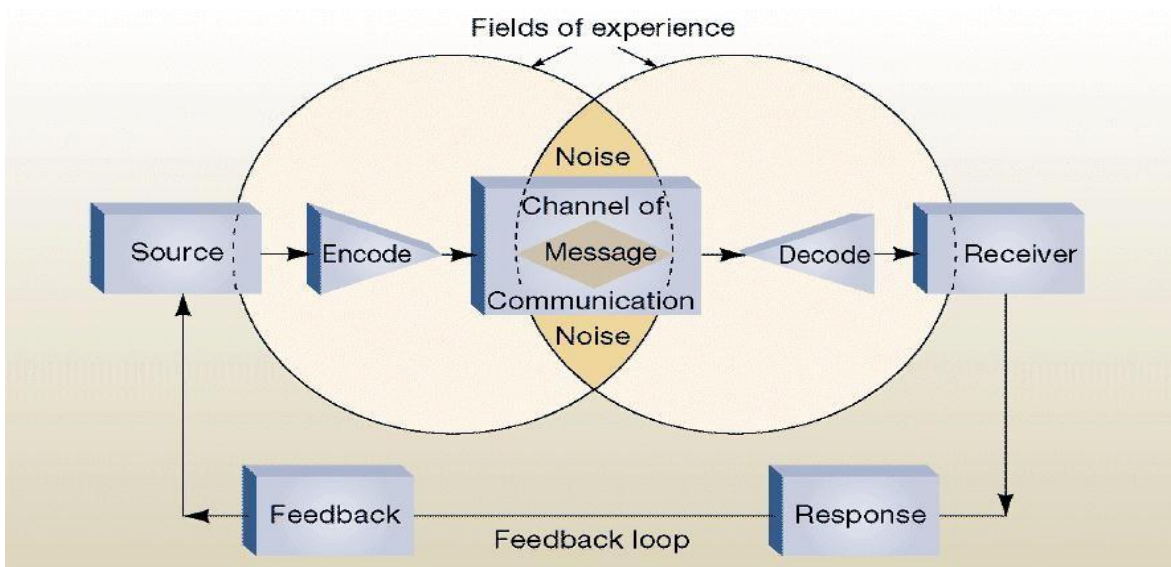 Fields of experience
Noise
Channel of
Source
Encode
Message
Decode
Receiver
Communication
Noise
Feedback
Response
Feedback loop